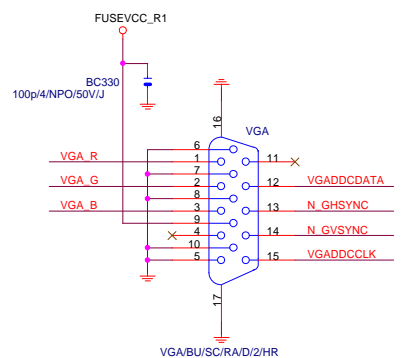 FUSEVCC_R1
BC330
100p/4/NPO/50V/J
16
VGA
6
11
VGA_R
1
7
VGA_G
2
12
VGADDCDATA
8
VGA_B
3
13
N_GHSYNC
9
4
14
N_GVSYNC
10
5
15
VGADDCCLK
17
VGA/BU/SC/RA/D/2/HR